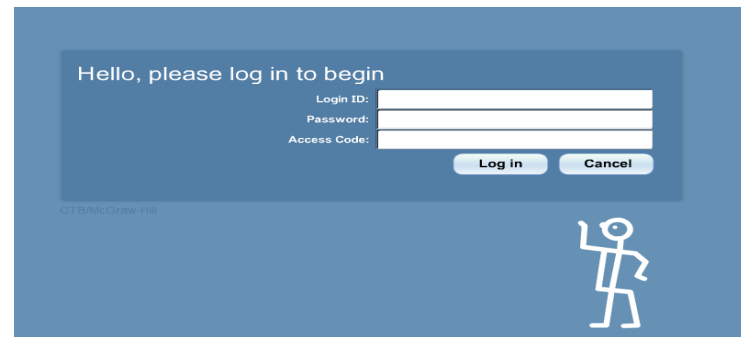 Hello, please log in to begin
Login ID:
Password:
Access Code:
Log in Cancel
CTB/McGraw-Hill